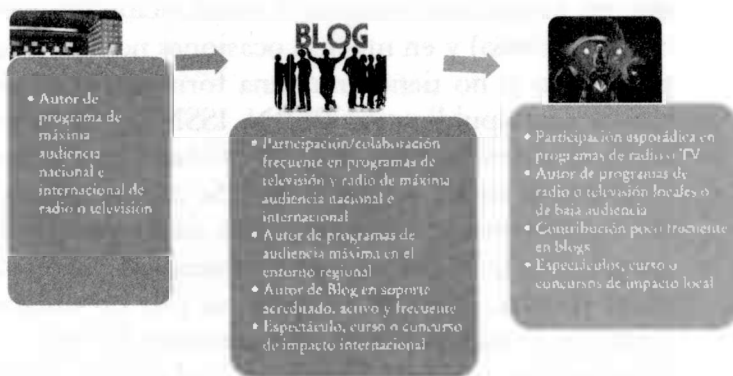 BLOG
• Autor de
programa de
máxima
audiencia
nacional e
internacional de
radio o televisión
• Participación/colaboración
frecuente en programas de
televisión y radio de máxima
audiencia nacional e
internacional
• Autor de programas de
audiencia máxima en el
entorno regional
• Autor de Blog en soporte
acreditado, activo y frecuente
• Espectáculo, curso o concurso
de impacto internacional
• Participación esporádica en
programas de radio o TV
• Autor de programas de
radio o televisión locales o
de baja audiencia
• Contribución poco frecuente
en blogs
• Espectáculos, curso o
concursos de impacto local